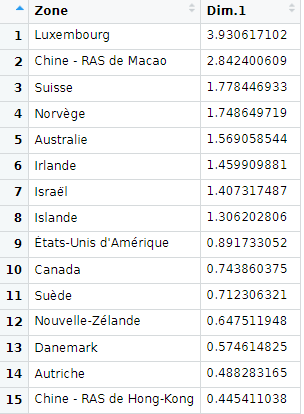 Zone Dim.1
1 Luxembourg 3.930617102
2 Chine - RAS de Macao 2.842400609
3 Suisse 1.778446933
4 Norvège 1.748649719
5 Australie 1.569058544
6 Irlande 1.459909881
7 Israël 1.407317487
8 Islande 1.306202806
9 États-Unis d'Amérique 0.891733052
10 Canada 0.743860375
11 Suède 0.712306321
12 Nouvelle-Zélande 0.647511948
13 Danemark 0.574614825
14 Autriche 0.488283165
15 Chine - RAS de Hong-Kong 0.445411038